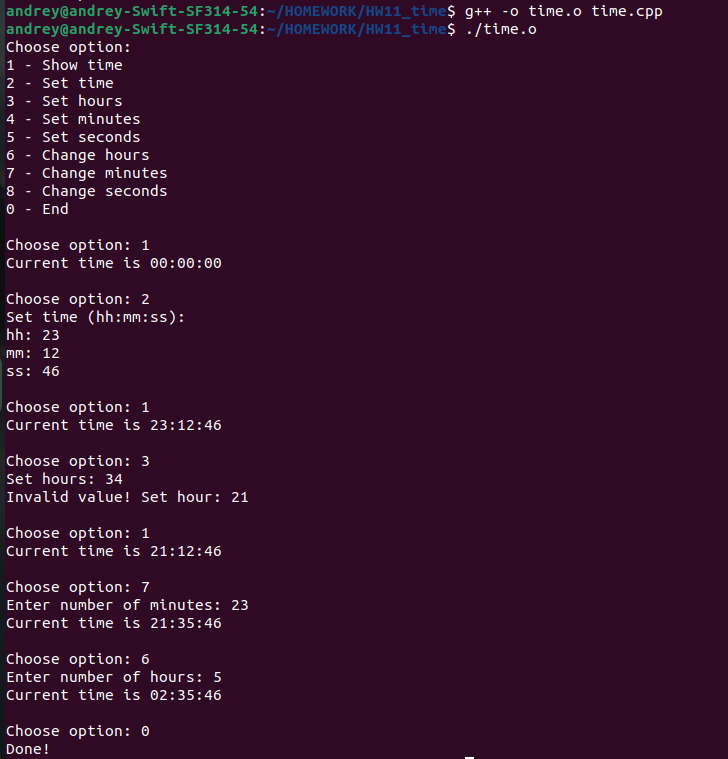 andrey@andrey-Swift-SF314-54:~/HOMEWORK/HW11_time$ g++ -o time.o time.cpp
andrey@andrey-Swift-SF314-54:~/HOMEWORK/HW11_time$ ./time.o
Choose option:
1 - Show time
2 - Set time
3 - Set hours
4 - Set minutes
5 - Set seconds
6 - Change hours
7 - Change minutes
8 - Change seconds
0 - End

Choose option: 1
Current time is 00:00:00

Choose option: 2
Set time (hh:mm:ss):
hh: 23
mm: 12
ss: 46

Choose option: 1
Current time is 23:12:46

Choose option: 3
Set hours: 34
Invalid value! Set hour: 21

Choose option: 1
Current time is 21:12:46

Choose option: 7
Enter number of minutes: 23
Current time is 21:35:46

Choose option: 6
Enter number of hours: 5
Current time is 02:35:46

Choose option: 0
Done!